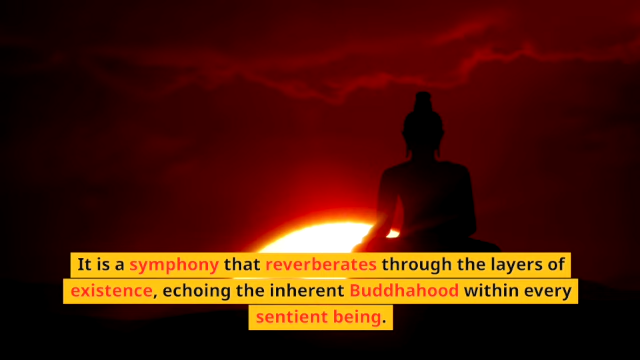 It is a symphony that reverberates through the layers of
existence, echoing the inherent Buddhahood within every
sentient being.